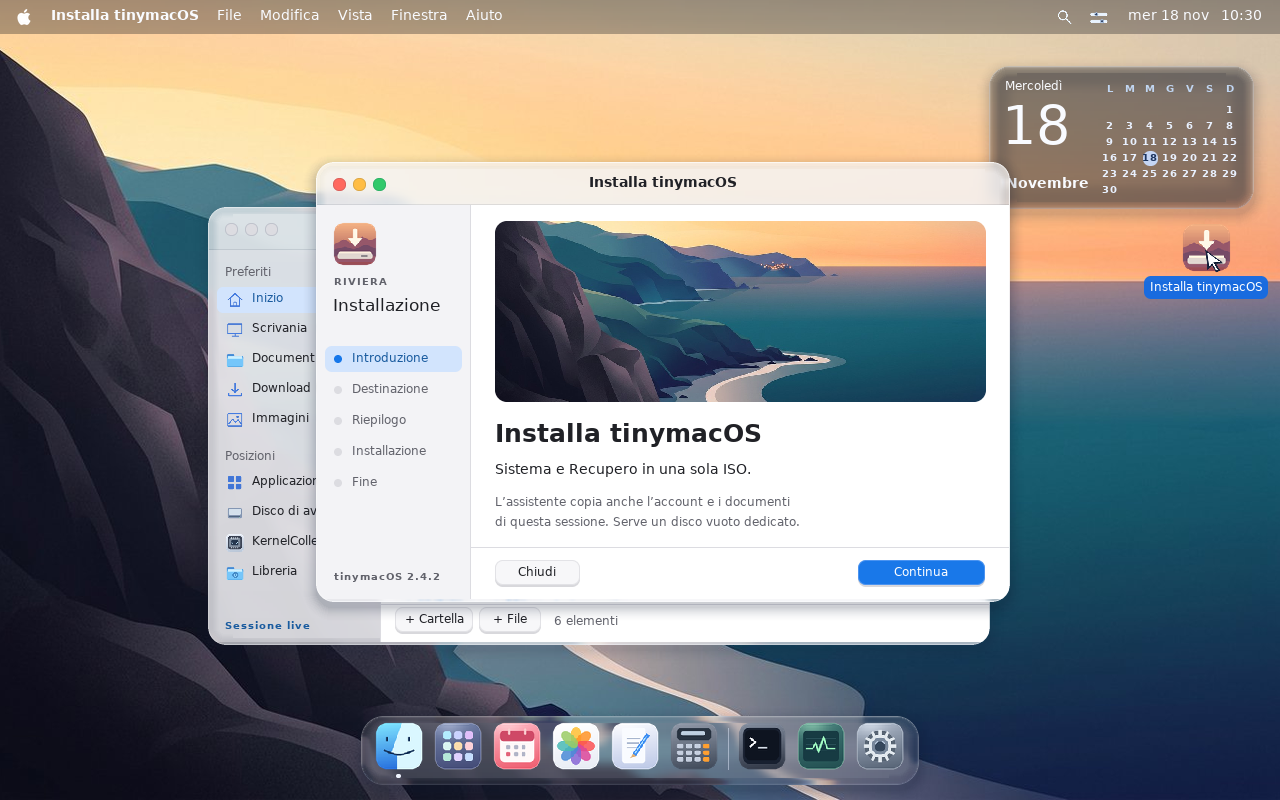 Installa tinymacOS File Modifica Vista Finestra Aiuto mer 18 nov 10:30
Mercoledì
18
Novembre
L M M G V S D
1
2 3 4 5 6 7 8
9 10 11 12 13 14 15
16 17 18 19 20 21 22
23 24 25 26 27 28 29
30
Installa tinymacOS
Installa tinymacOS
RIVIERA
Installazione
Introduzione
Destinazione
Riepilogo
Installazione
Fine
tinymacOS 2.4.2
Installa tinymacOS
Sistema e Recupero in una sola ISO.
L’assistente copia anche l’account e i documenti
di questa sessione. Serve un disco vuoto dedicato.
Chiudi
Continua
Preferiti
Inizio
Scrivania
Document
Download
Immagini
Posizioni
Applicazion
Disco di av
KernelColle
Libreria
Sessione live
+ Cartella + File 6 elementi
>_